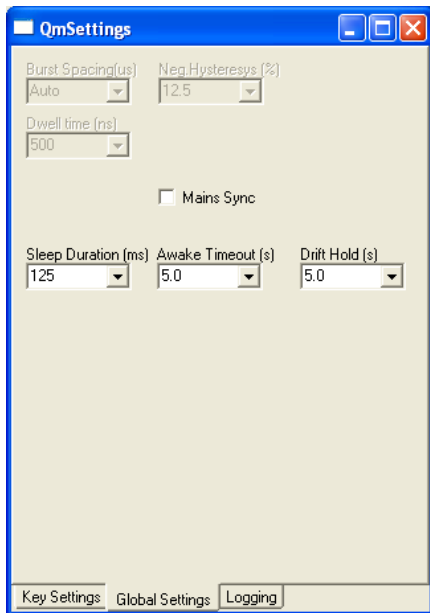 QmSettings
Burst Spacing(us) Neg.Hysteresys (%)
Auto 12.5
Dwell time (ns)
500
Mains Sync
Sleep Duration (ms) Awake Timeout (s) Drift Hold (s)
125 5.0 5.0
Key Settings Global Settings Logging